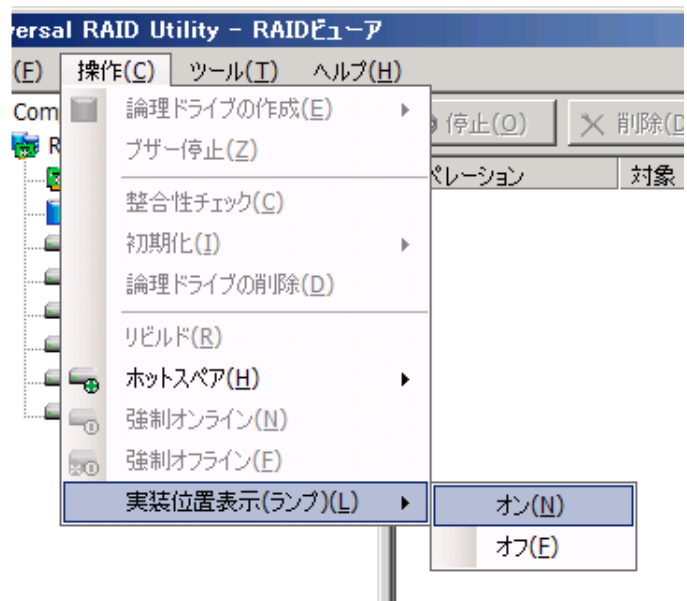 versal RAID Utility - RAIDビューア
(F) 操作(C) ツール(T) ヘルプ(H)
Com
R
論理ドライブの作成(E)
停止(O)
削除(D
ブザー停止(Z)
ペレーション
対象
整合性チェック(C)
初期化(I)
論理ドライブの削除(D)
リビルド(R)
ホットスペア(H)
強制オンライン(N)
強制オフライン(F)
実装位置表示(ランプ)(L)
オン(N)
オフ(F)